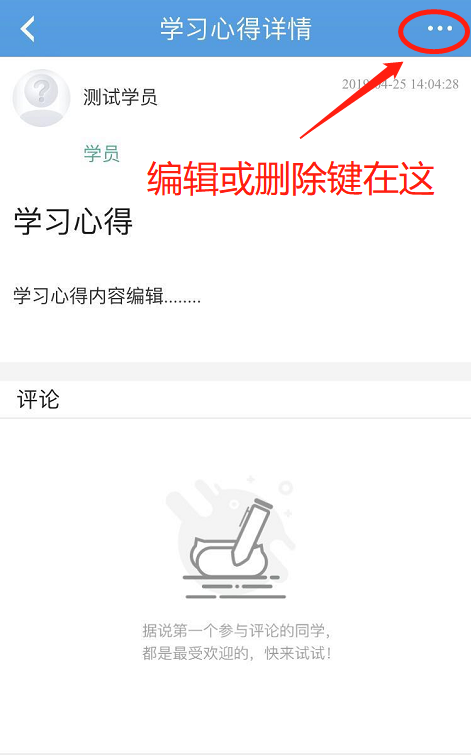 学习心得详情
测试学员
14:04:28
学员
编辑或删除键在这
学习心得
学习心得内容编辑........
评论
据说第一个参与评论的同学，
都是最受欢迎的，快来试试！